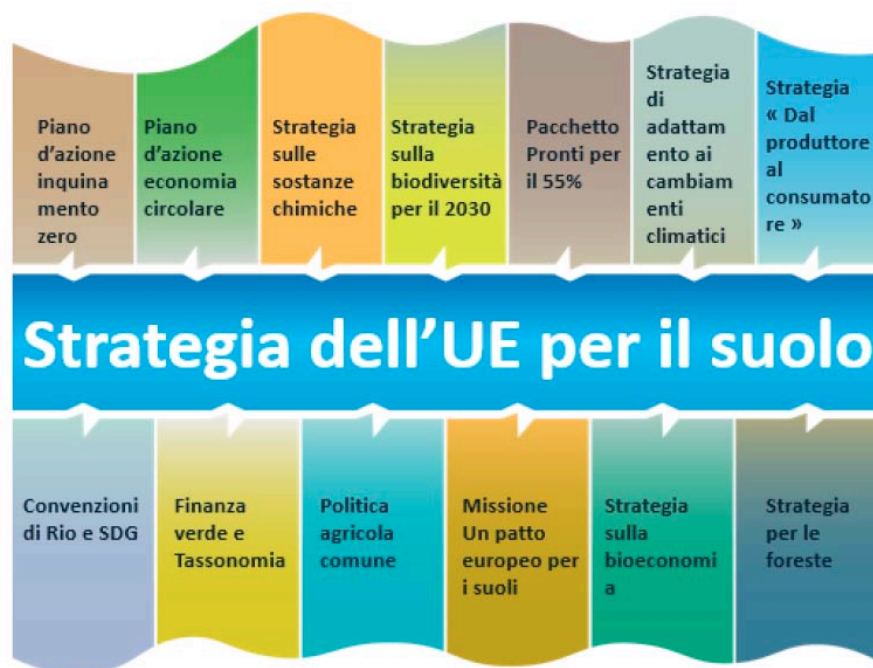 Piano
d'azione
inquina
mento
zero
Piano
d'azione
economia
circolare
Strategia
sulle
sostanze
chimiche
Strategia
sulla
biodiversità
per il 2030
Pacchetto
Pronti per
il 55%
Strategia
di
adattam
ento ai
cambiam
enti
climatici
Strategia
« Dal
produttore
al
consumato
re »
Strategia dell'UE per il suolo
Convenzioni
di Rio e SDG
Finanza
verde e
Tassonomia
Politica
agricola
comune
Missione
Un patto
europeo per
i suoli
Strategia
sulla
bioeconomi
a
Strategia
per le
foreste